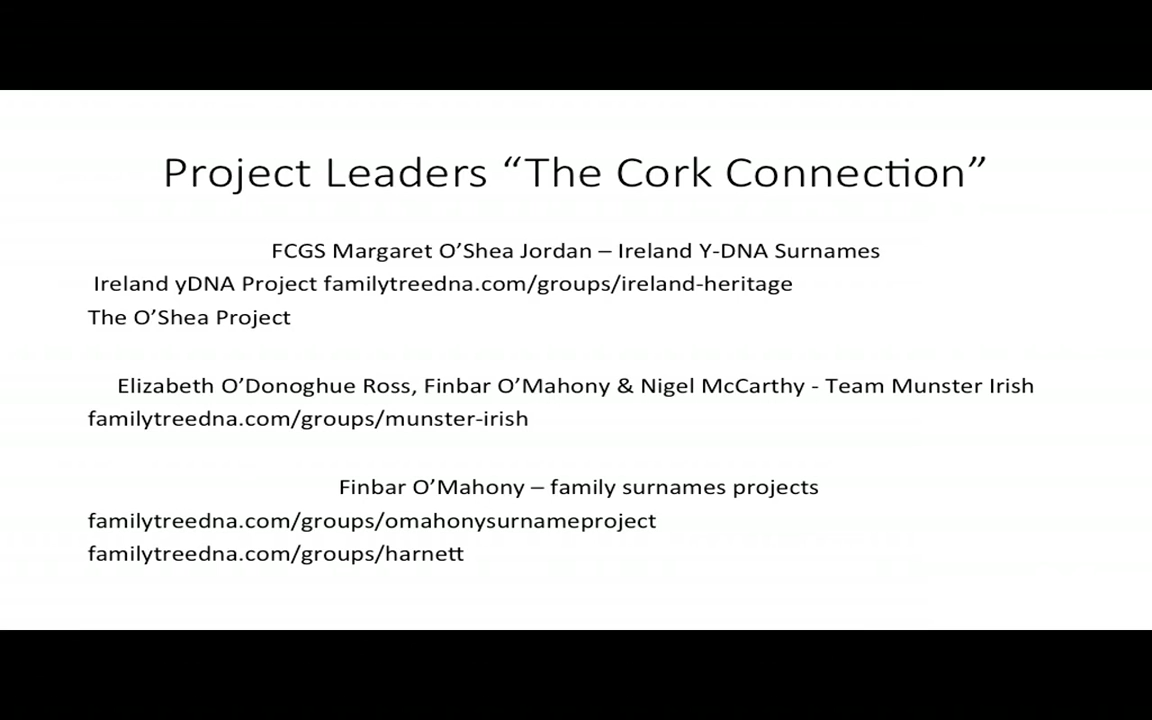 Project Leaders “The Cork Connection”
FCGS Margaret O’Shea Jordan – Ireland Y-DNA Surnames
Ireland yDNA Project familytreedna.com/groups/ireland-heritage
The O’Shea Project
Elizabeth O’Donoghue Ross, Finbar O’Mahony & Nigel McCarthy - Team Munster Irish
familytreedna.com/groups/munster-irish
Finbar O’Mahony – family surnames projects
familytreedna.com/groups/omahonysurnameproject
familytreedna.com/groups/harnett